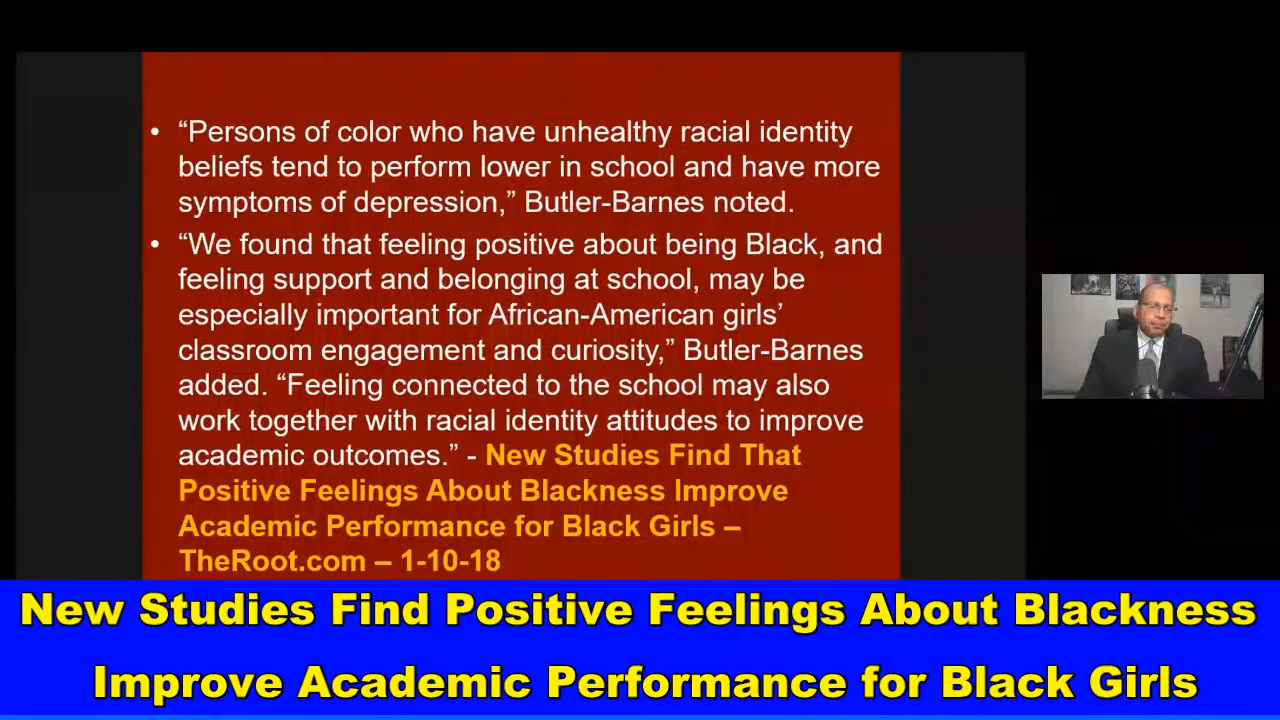 • “Persons of color who have unhealthy racial identity
beliefs tend to perform lower in school and have more
symptoms of depression,” Butler-Barnes noted.
• “We found that feeling positive about being Black, and
feeling support and belonging at school, may be
especially important for African-American girls’
classroom engagement and curiosity,” Butler-Barnes
added. “Feeling connected to the school may also
work together with racial identity attitudes to improve
academic outcomes.” - New Studies Find That
Positive Feelings About Blackness Improve
Academic Performance for Black Girls –
TheRoot.com – 1-10-18
New Studies Find Positive Feelings About Blackness
Improve Academic Performance for Black Girls